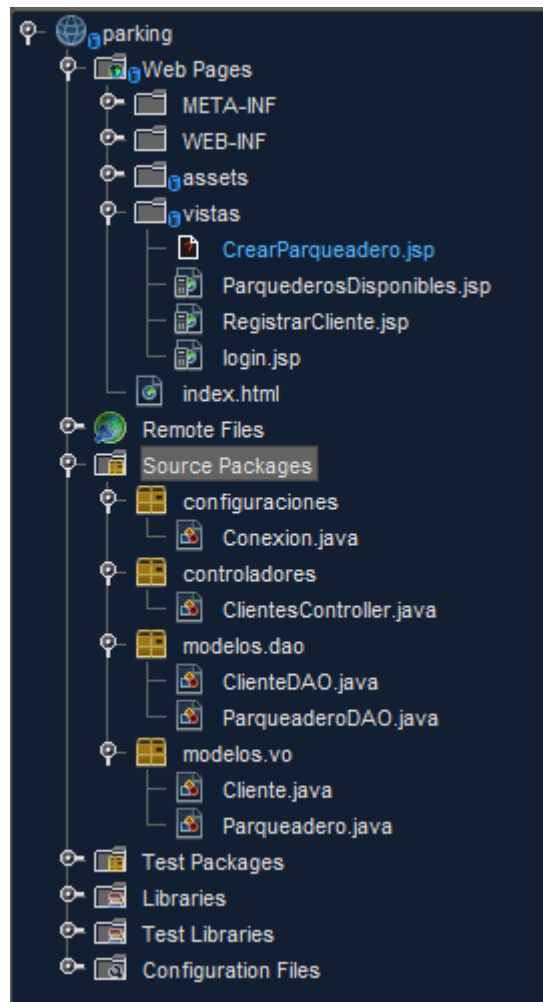 parking
Web Pages
META-INF
WEB-INF
assets
vistas
CrearParqueadero.jsp
ParquederosDisponibles.jsp
RegistrarCliente.jsp
login.jsp
index.html
Remote Files
Source Packages
configuraciones
Conexion.java
controladores
ClientesController.java
modelos.dao
ClienteDAO.java
ParqueaderoDAO.java
modelos.vo
Cliente.java
Parqueadero.java
Test Packages
Libraries
Test Libraries
Configuration Files